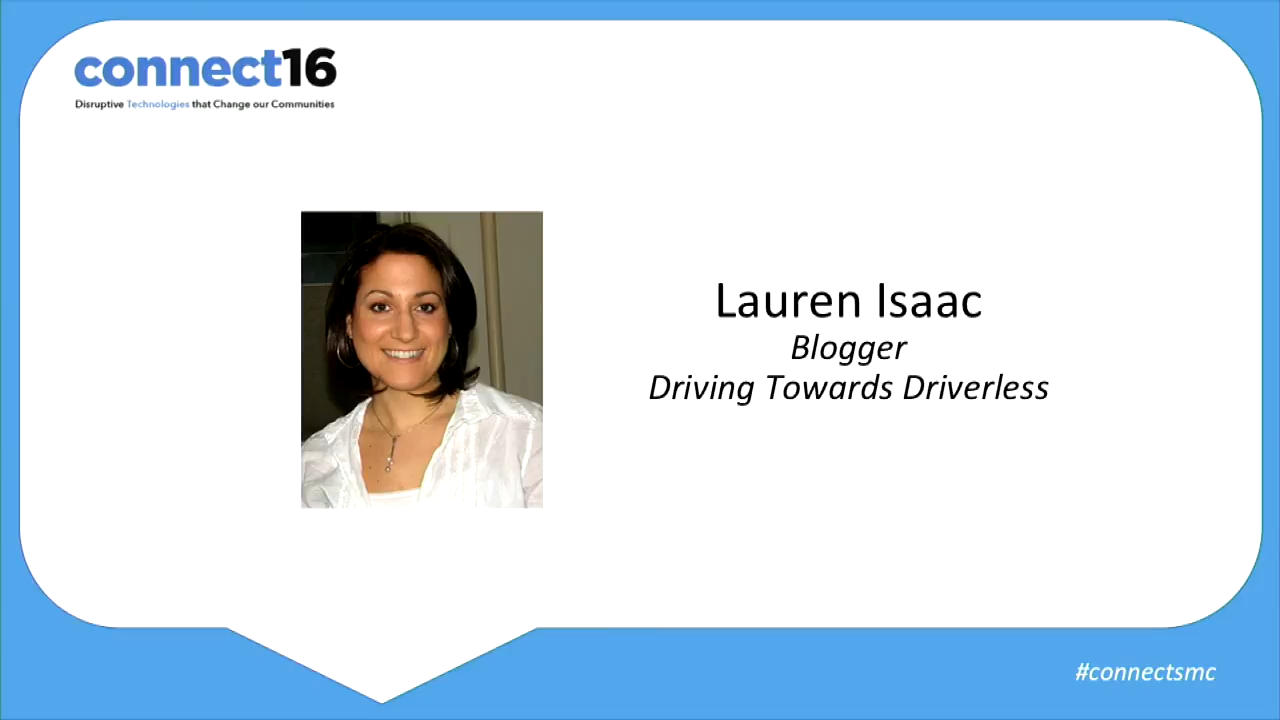 connect16
Disruptive Technologies that Change our Communities
Lauren Isaac
Blogger
Driving Towards Driverless
#connectsmc